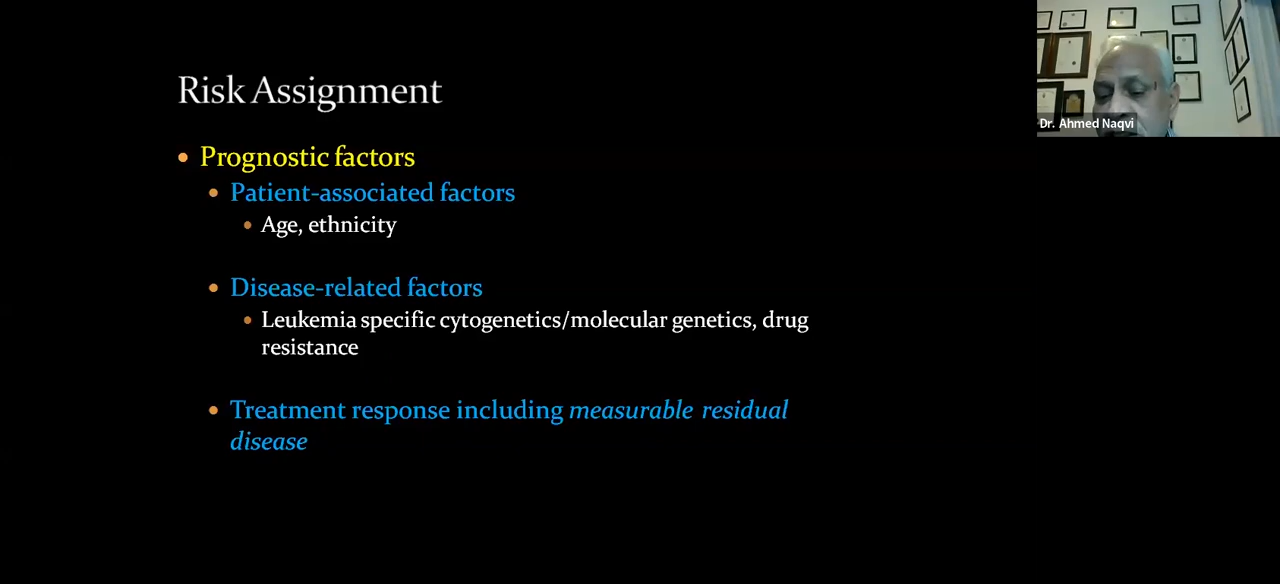 Risk Assignment
Prognostic factors
Patient-associated factors
Age, ethnicity
Disease-related factors
Leukemia specific cytogenetics/molecular genetics, drug
resistance
Treatment response including measurable residual
disease
Dr. Ahmed Naqvi